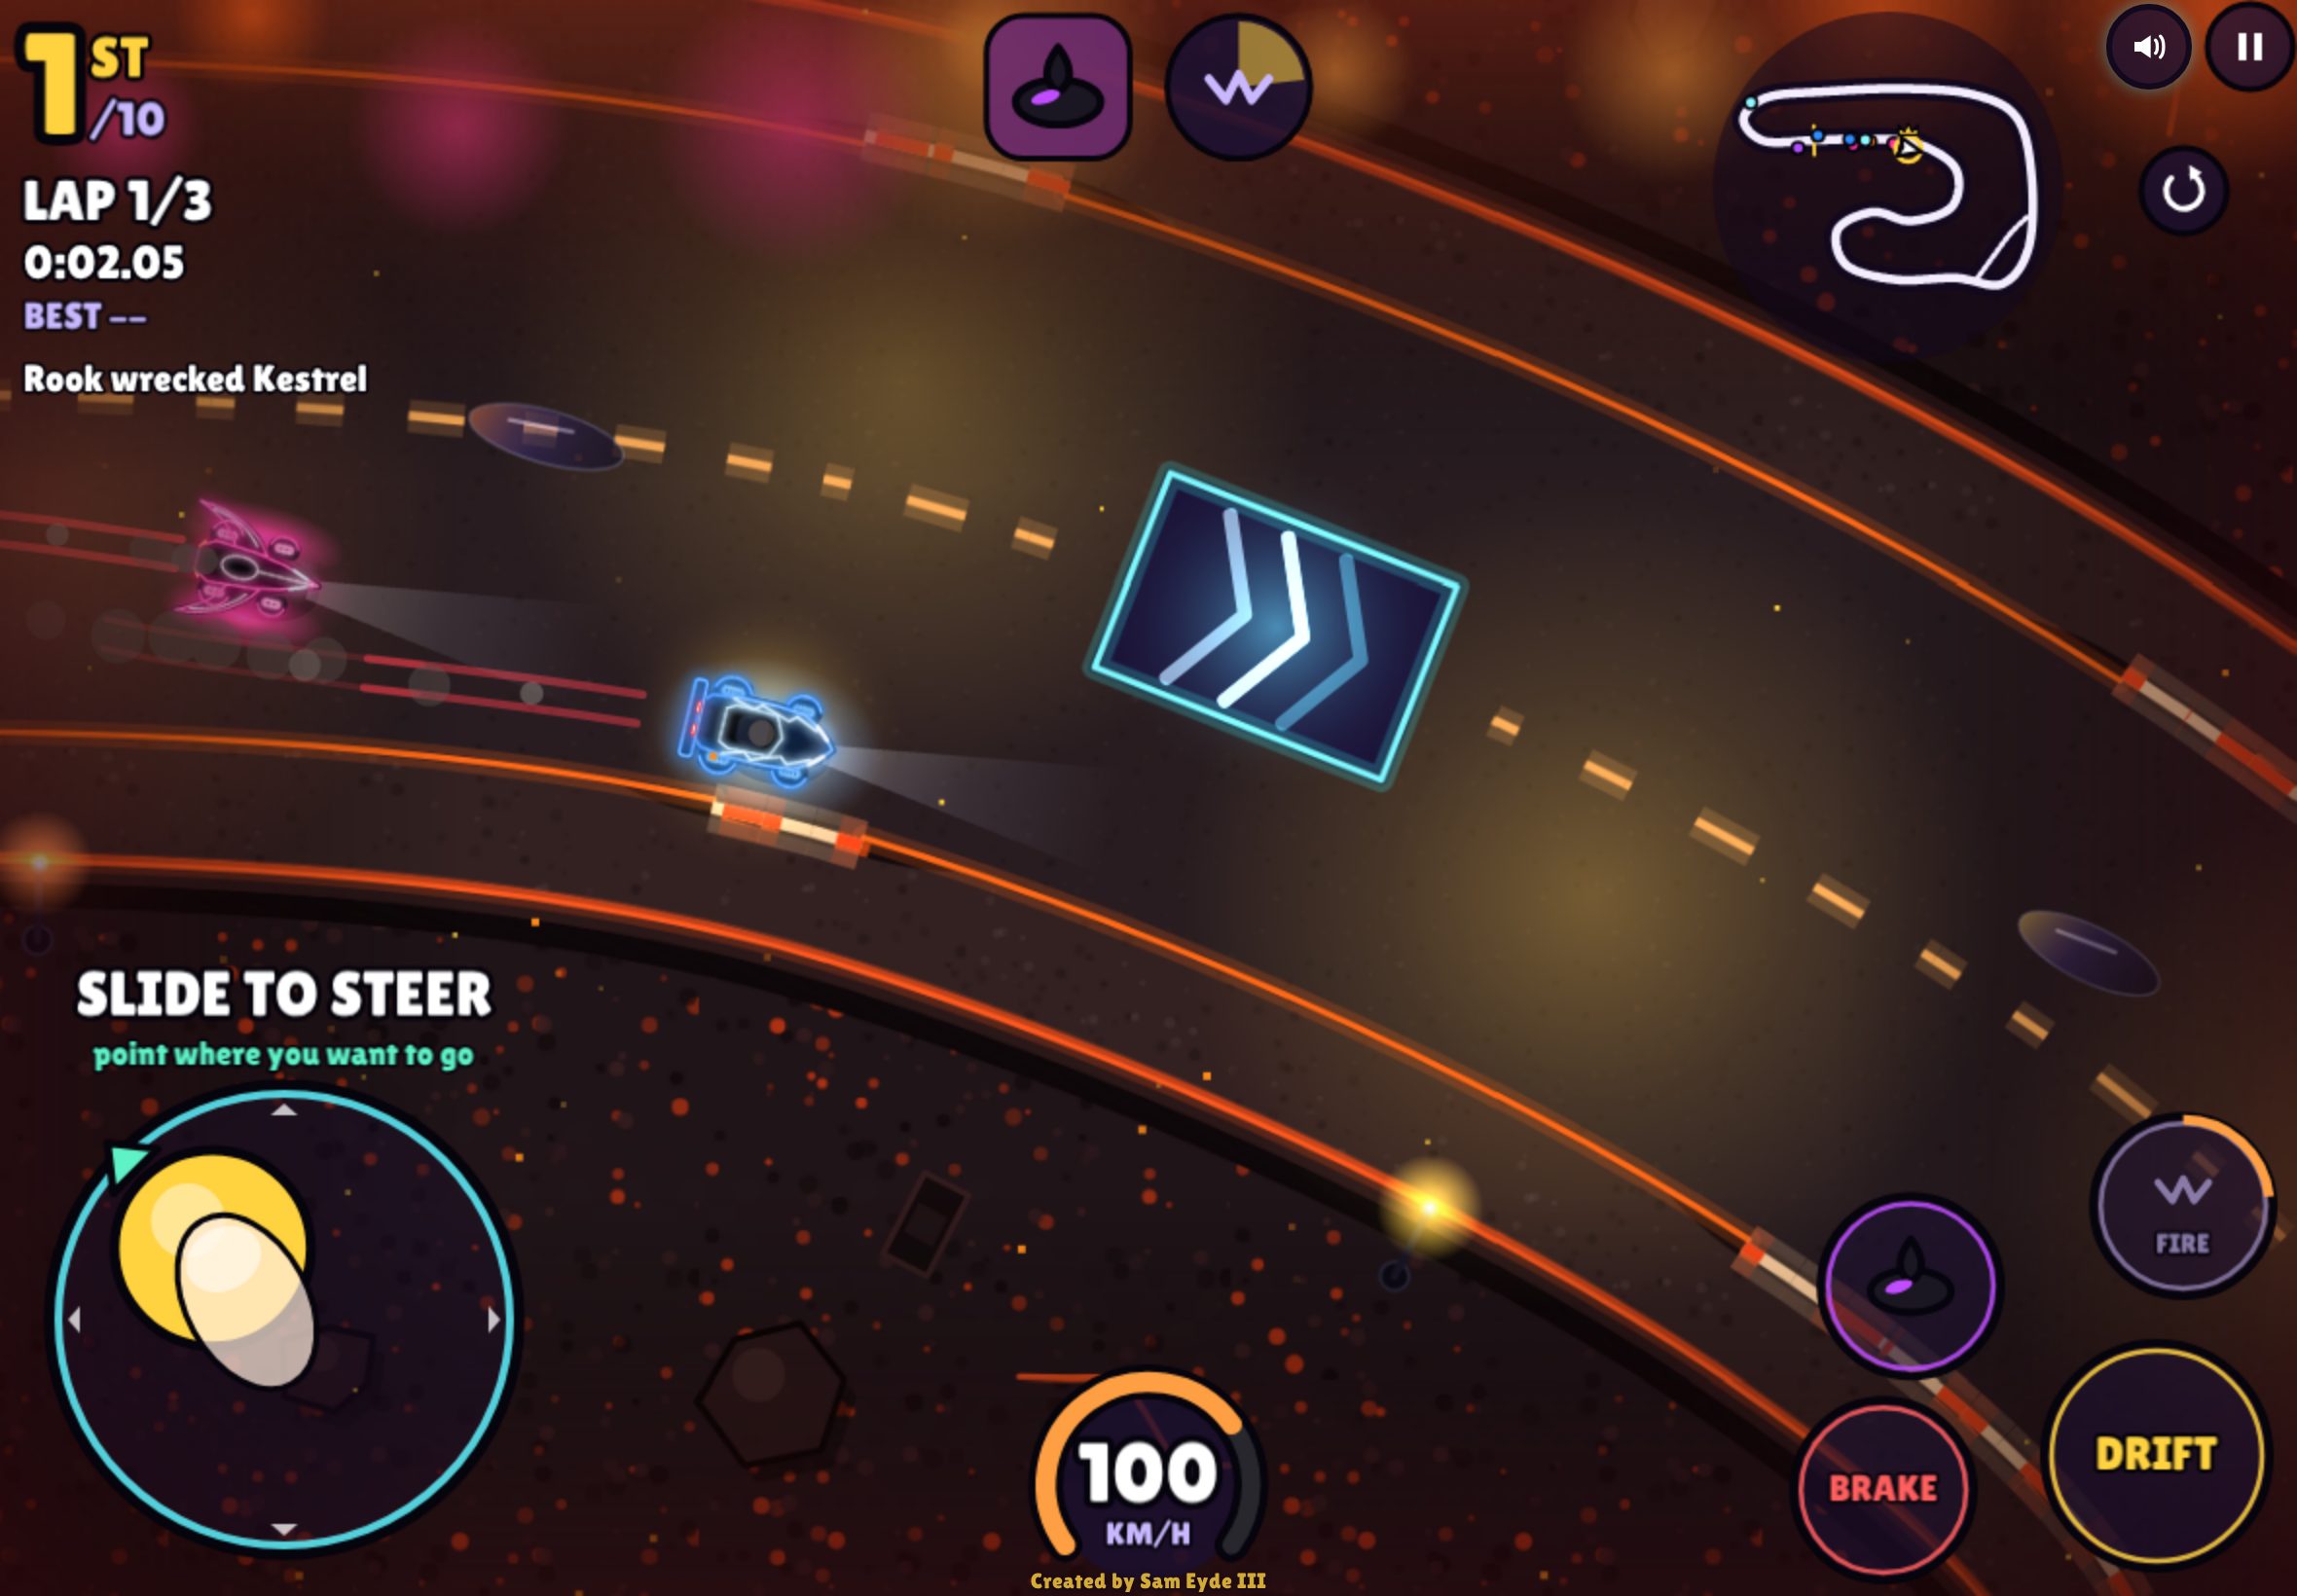 1ST
/10
LAP 1/3
0:02.05
BEST --
Rook wrecked Kestrel
SLIDE TO STEER
point where you want to go
FIRE
DRIFT
BRAKE
100
KM/H
Created by Sam Eyde III